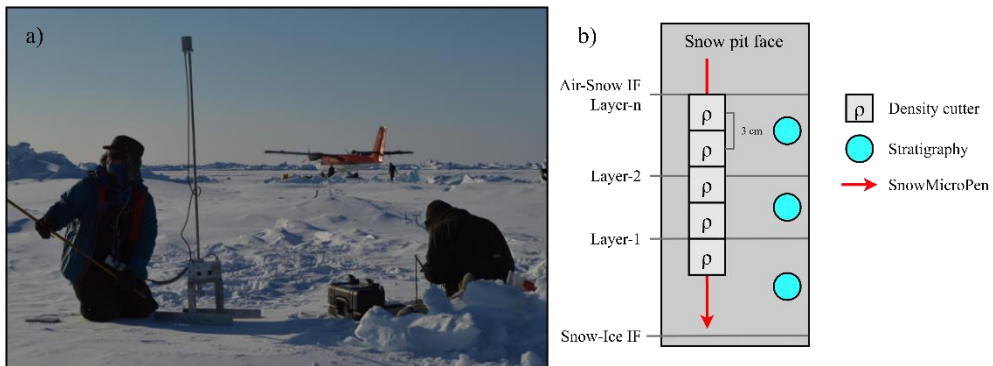 a)
b)
Snow pit face
Air-Snow IF
Layer-n
ρ
3 cm
ρ
Layer-2
ρ
ρ
Layer-1
ρ
Snow-Ice IF
ρ Density cutter
Stratigraphy
SnowMicroPen